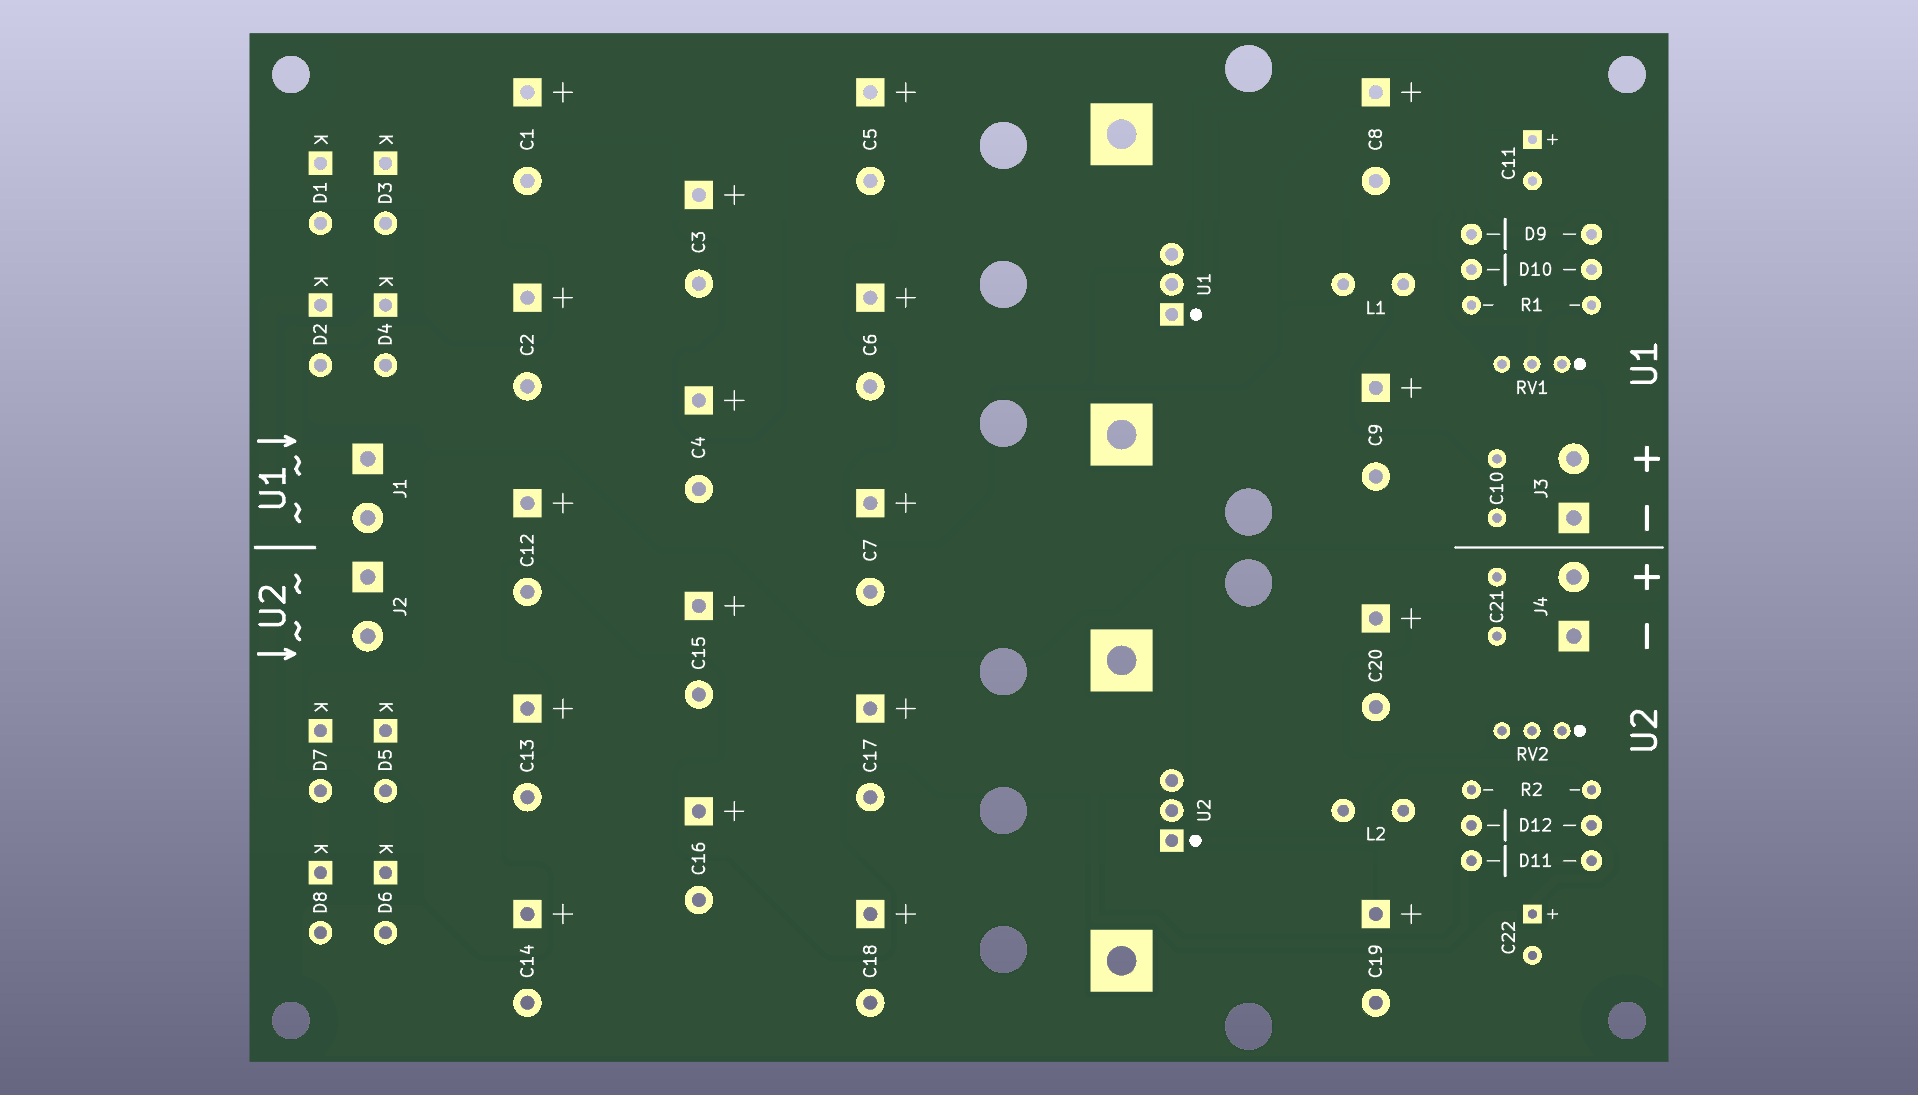 K K
D1 D3
K K
D2 D4
C1 + C5 + C8 +
C3 +
C11 +
C2 + C6 +
D9
D10
R1
U1
L1
RV1
U1
C4 +
C9 +
U1 ~ ~
J1
C10
J3
+
−
C12 + C7 +
U2 ~ ~
J2
C21
J4
+
−
C15 +
C20 +
K K
D7 D5
C13 + C17 +
RV2
U2
R2
D12
D11
U2
L2
C16 +
K K
D8 D6
C14 + C18 + C19 +
C22 +